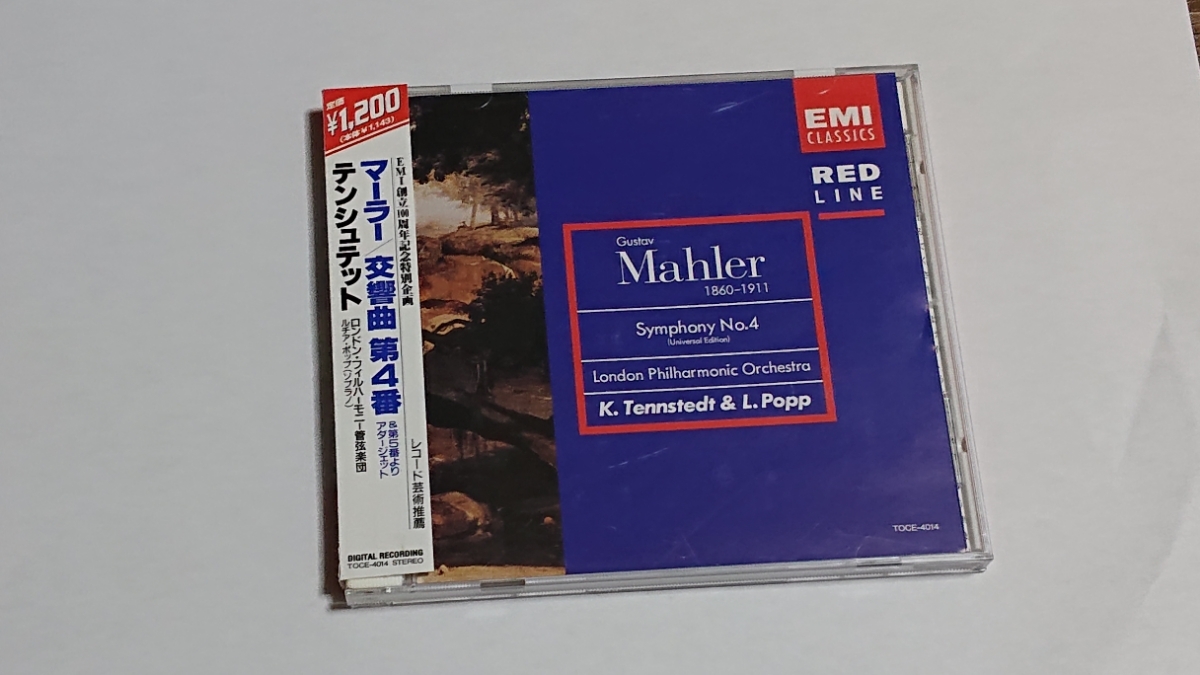 定価
¥1,200
(本体¥1,143)
EMI創立100周年記念特別企画
マーラー/交響曲 第4番
&第5番より
アダージェット
テンシュテット
ロンドン・フィルハーモニー管弦楽団
ルチア・ポップ(ソプラノ)
レコード芸術推薦
DIGITAL RECORDING
TOCE-4014 STEREO
EMI
CLASSICS
RED
LINE
Gustav
Mahler
1860-1911
Symphony No.4
(Universal Edition)
London Philharmonic Orchestra
K. Tennstedt & L. Popp
TOCE-4014